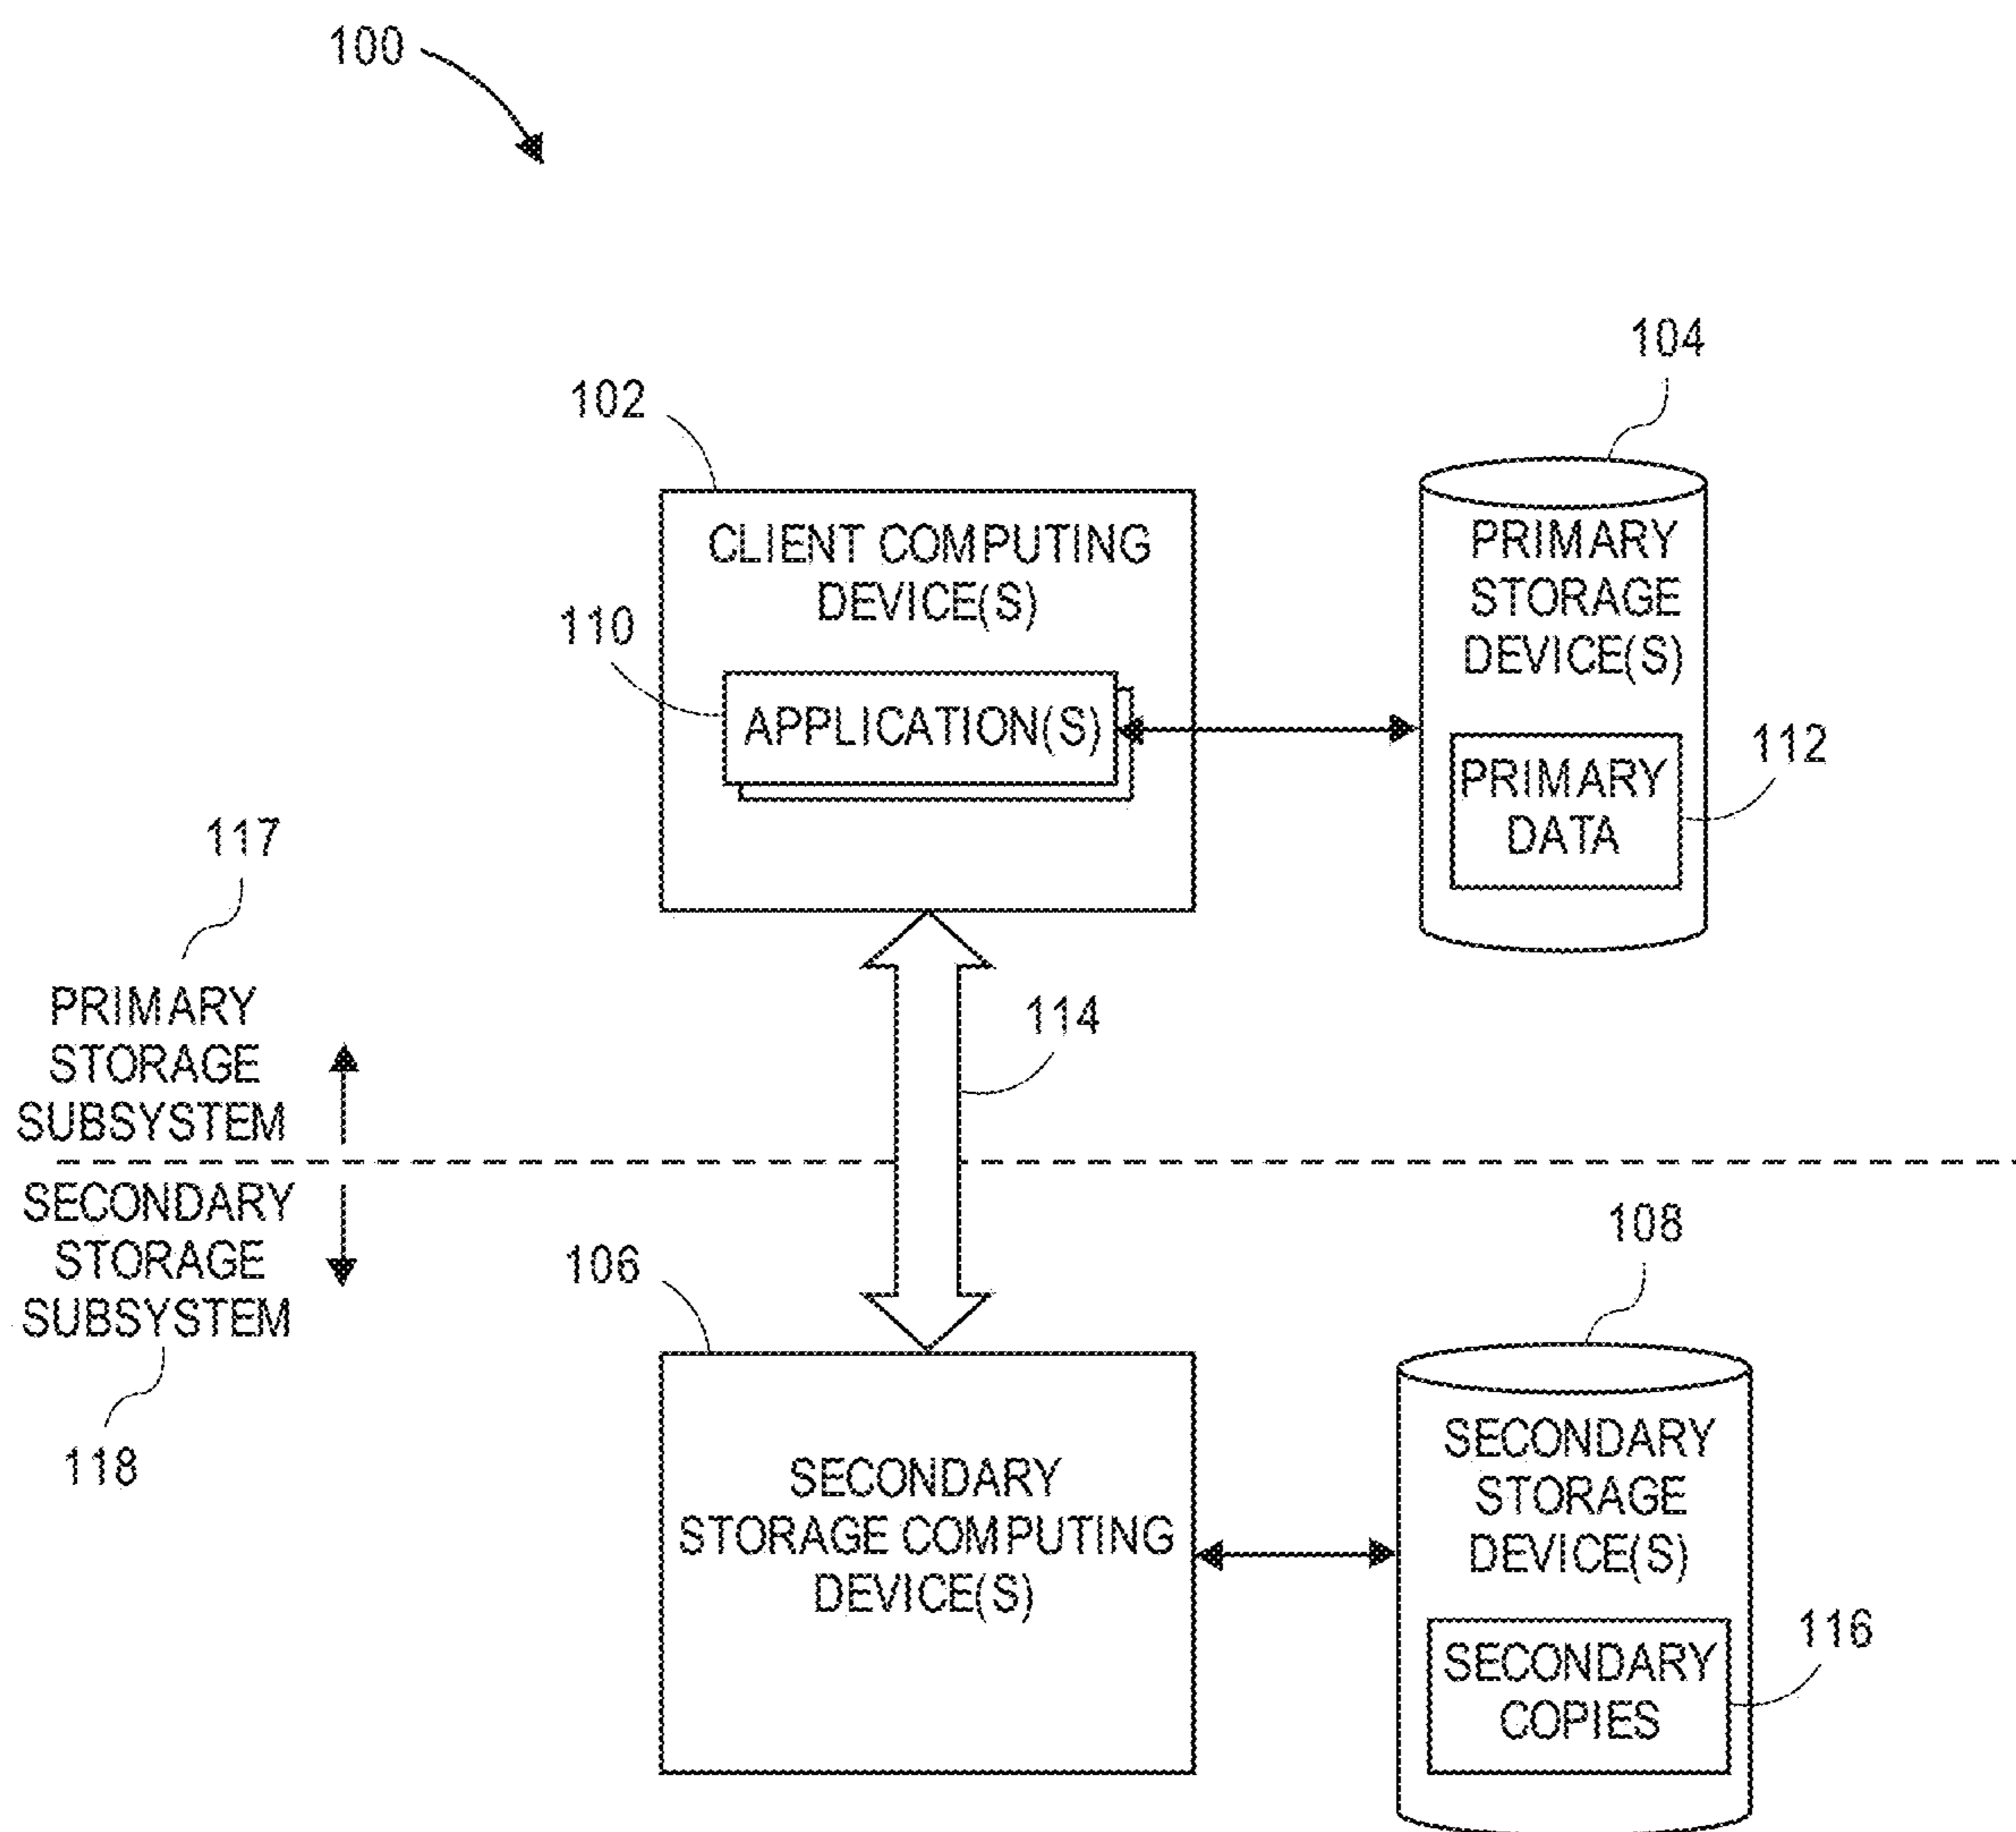 100
104
102
CLIENT COMPUTING
DEVICE(S)
PRIMARY
STORAGE
DEVICE(S)
110
APPLICATION(S)
112
PRIMARY
DATA
117
PRIMARY
STORAGE
SUBSYSTEM
114
SECONDARY
STORAGE
SUBSYSTEM
118
106
108
SECONDARY
STORAGE COMPUTING
DEVICE(S)
SECONDARY
STORAGE
DEVICE(S)
116
SECONDARY
COPIES